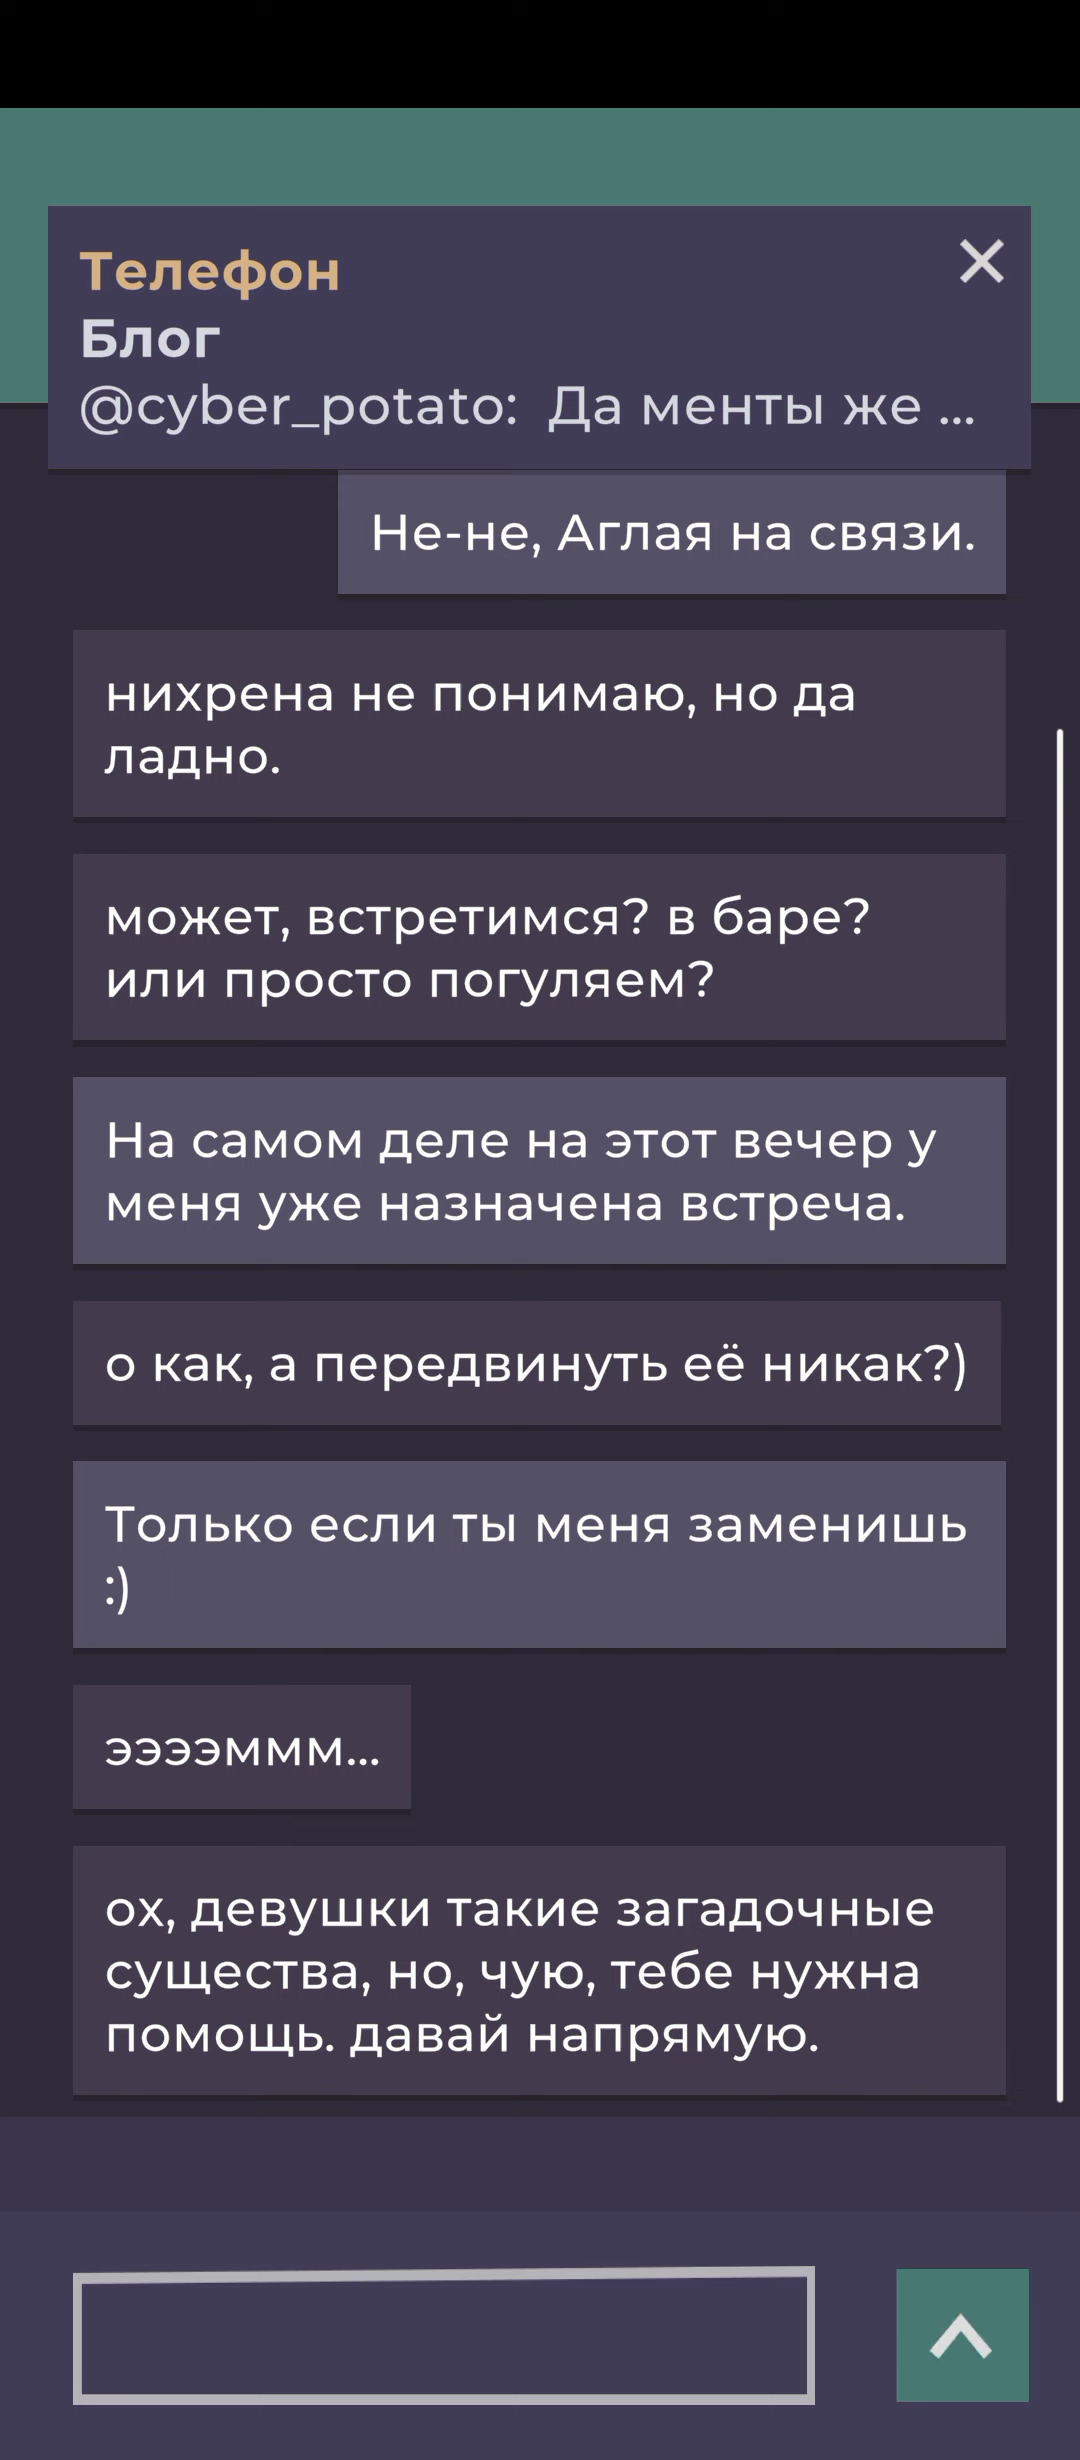 Телефон
Блог
@cyber_potato: Да менты же ...
Не-не, Аглая на связи.
нихрена не понимаю, но да
ладно.
может, встретимся? в баре?
или просто погуляем?
На самом деле на этот вечер у
меня уже назначена встреча.
о как, а передвинуть её никак?)
Только если ты меня заменишь
:)
ээээммм...
ох, девушки такие загадочные
существа, но, чую, тебе нужна
помощь. давай напрямую.